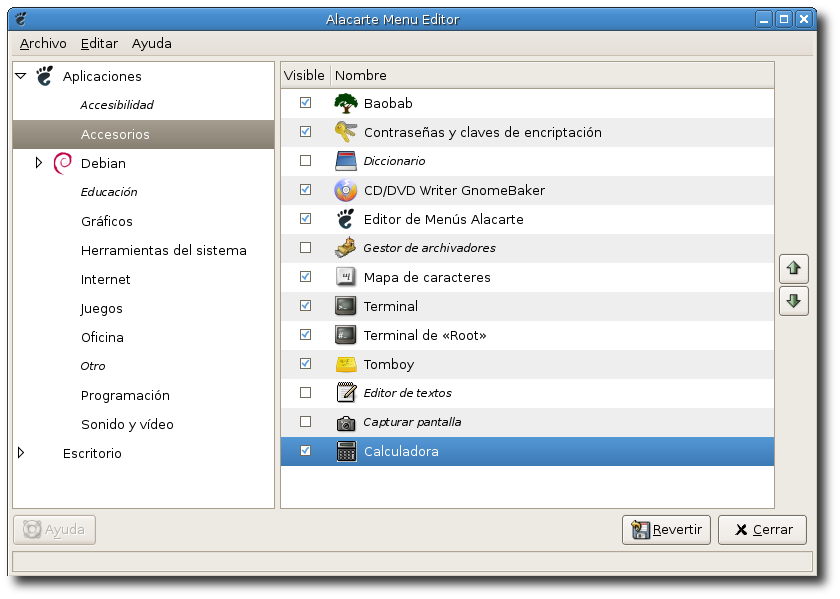 Alacarte Menu Editor
Archivo Editar Ayuda
Aplicaciones
Accesibilidad
Accesorios
Debian
Educación
Gráficos
Herramientas del sistema
Internet
Juegos
Oficina
Otro
Programación
Sonido y vídeo
Escritorio
Visible Nombre
Baobab
Contraseñas y claves de encriptación
Diccionario
CD/DVD Writer GnomeBaker
Editor de Menús Alacarte
Gestor de archivadores
Mapa de caracteres
Terminal
Terminal de «Root»
Tomboy
Editor de textos
Capturar pantalla
Calculadora
Ayuda Revertir Cerrar